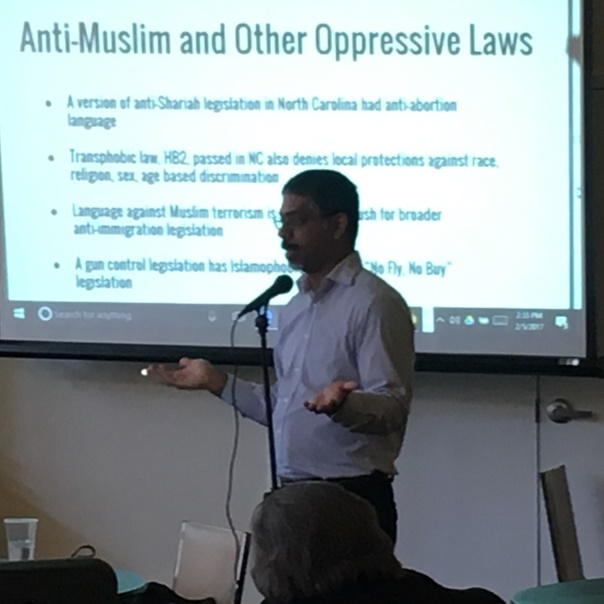 Anti-Muslim and Other Oppressive Laws
• A version of anti-Shariah legislation in North Carolina had anti-abortion
language
• Transphobic law, HB2, passed in NC also denies local protections against race,
religion, sex, age based discrimination
• Language against Muslim terrorism is sh for broader
anti-immigration legislation
• A gun control legislation has Islamopho "No Fly, No Buy"
legislation
Search for anything
2:33 PM
2/5/2017